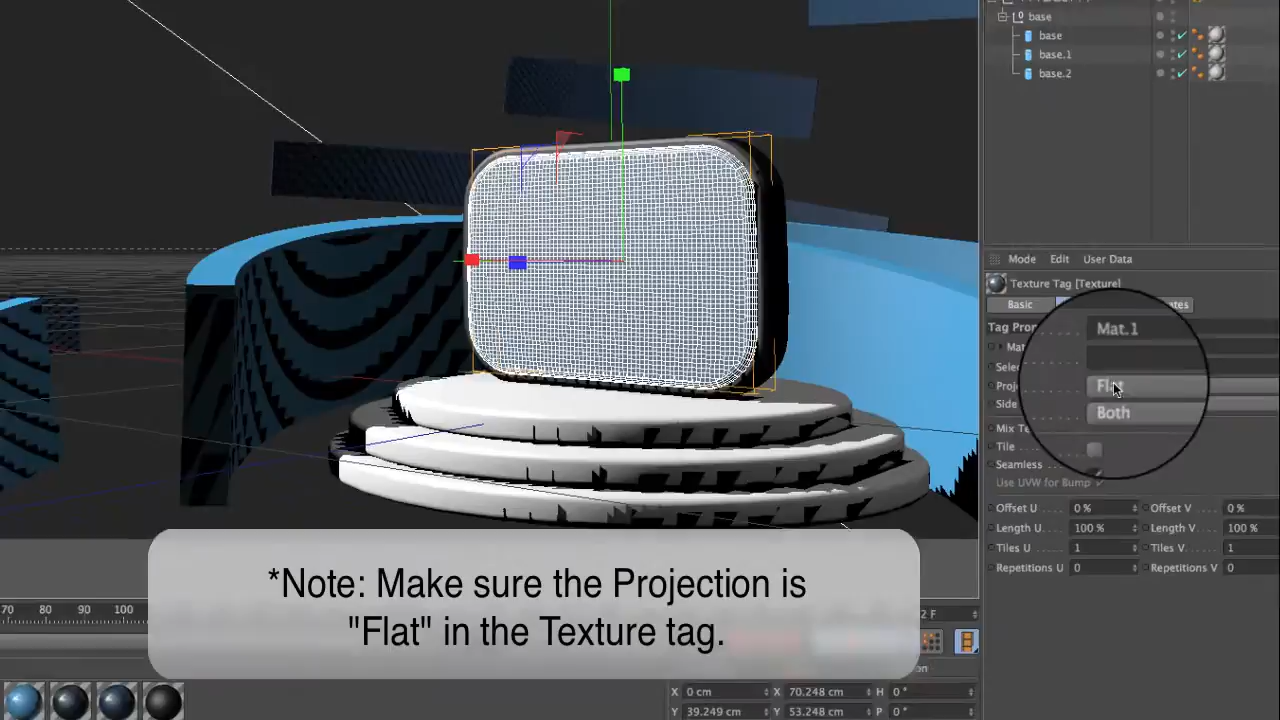 base
base
base.1
base.2
Mode Edit User Data
Texture Tag [Texture]
Basic
Tag
Mat.1
Flat
Side
Both
Tile
Seamless
Use UVW for Bump
Offset U 0 % Offset V 0 %
Length U 100 % Length V 100 %
Tiles U 1 Tiles V 1
Repetitions U 0 Repetitions V 0
*Note: Make sure the Projection is
"Flat" in the Texture tag.
70 80 90 100
2 F
X 0 cm X 70.248 cm H 0 °
Y 39.249 cm Y 53.248 cm P 0 °